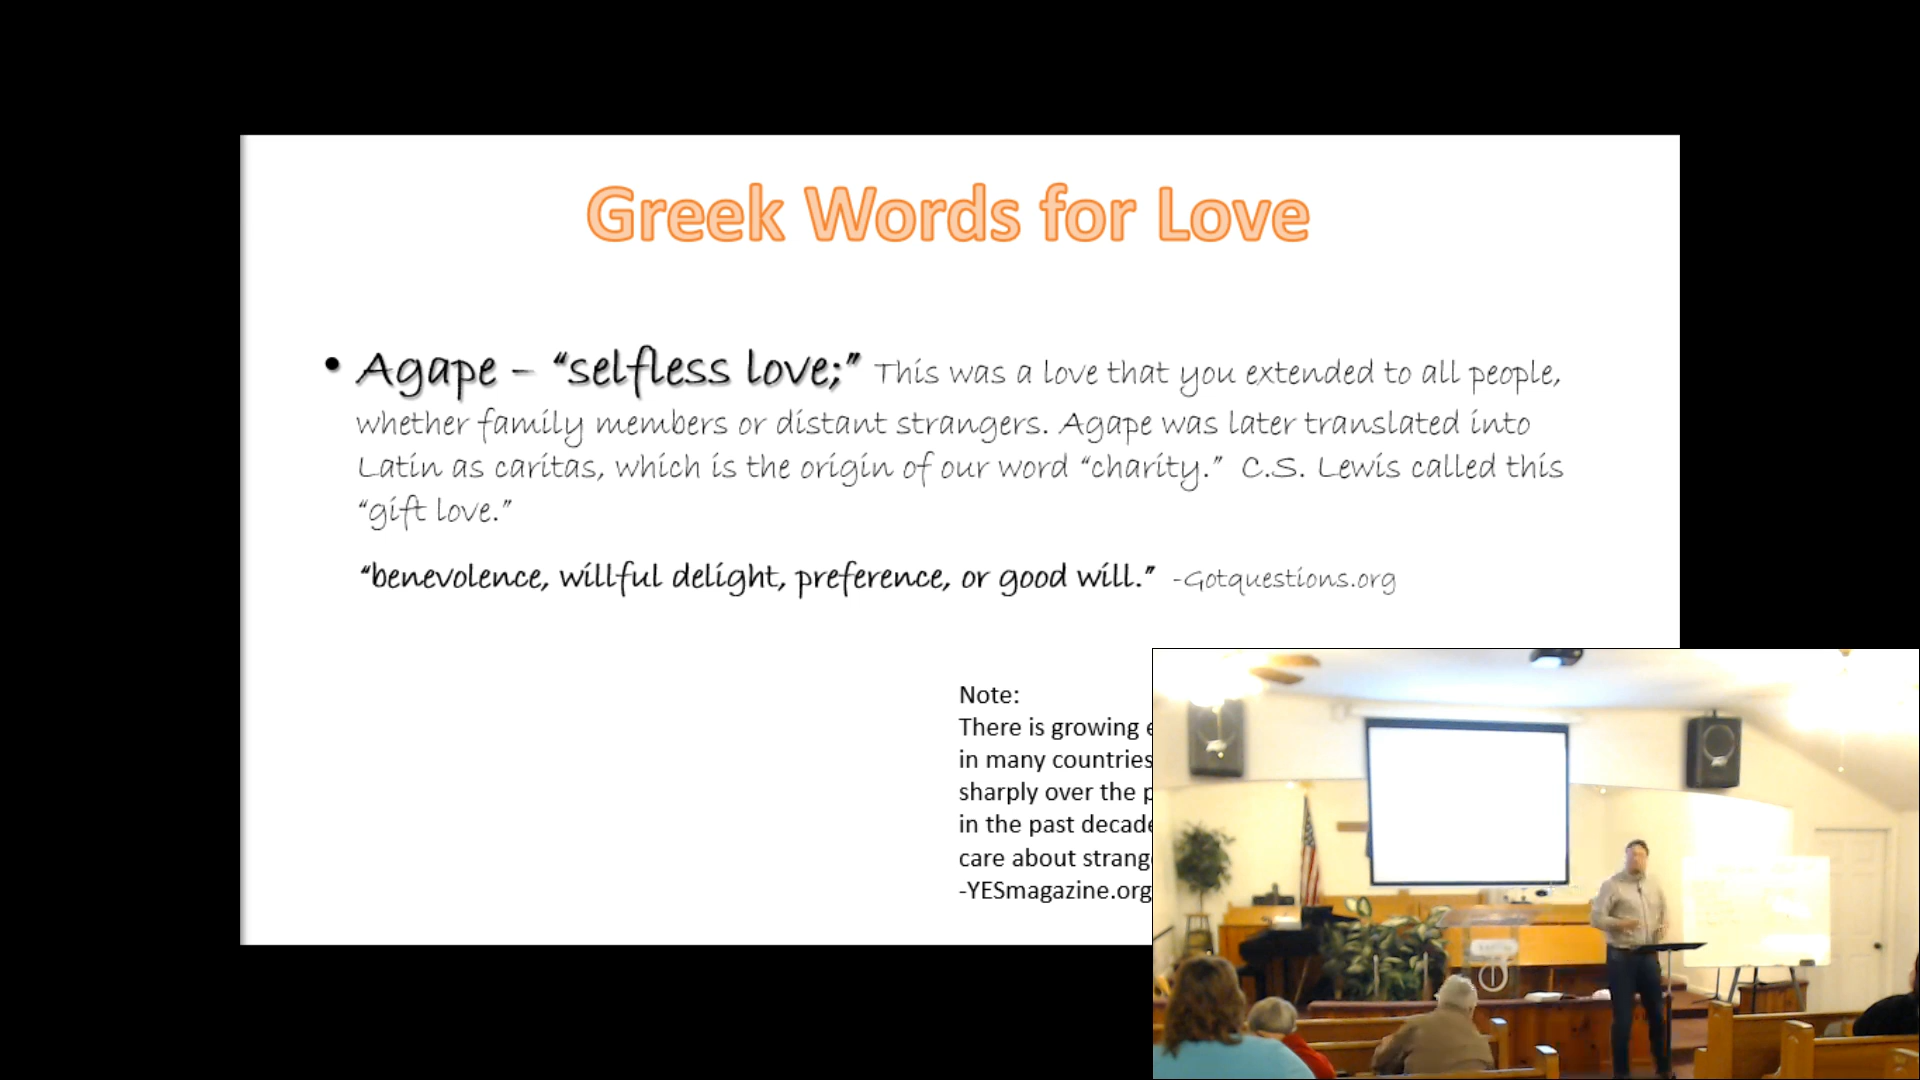 Greek Words for Love
• Agape – “selfless love;” This was a love that you extended to all people,
whether family members or distant strangers. Agape was later translated into
Latin as caritas, which is the origin of our word “charity.” C.S. Lewis called this
“gift love.”
“benevolence, willful delight, preference, or good will.” -Gotquestions.org
Note:
There is growing
in many countries
sharply over the
in the past decade
care about
-YESmagazine.org